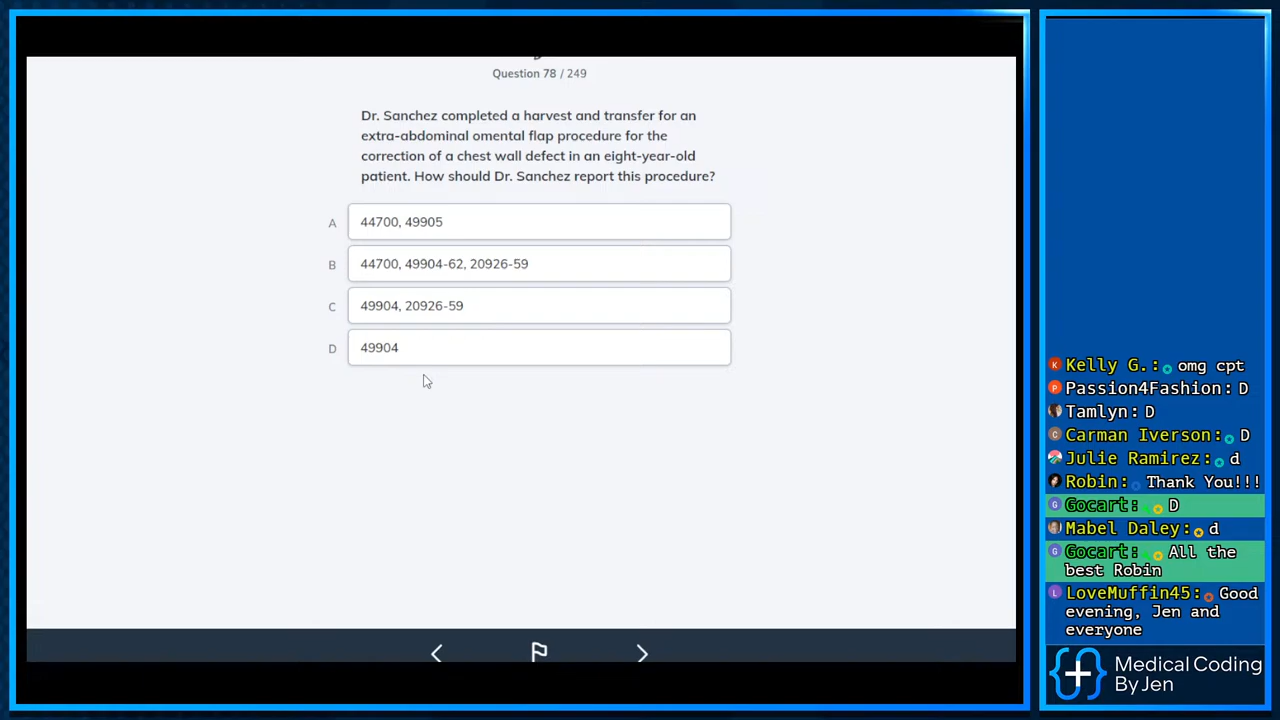 Question 78 / 249
Dr. Sanchez completed a harvest and transfer for an
extra-abdominal omental flap procedure for the
correction of a chest wall defect in an eight-year-old
patient. How should Dr. Sanchez report this procedure?
A 44700, 49905
B 44700, 49904-62, 20926-59
C 49904, 20926-59
D 49904
K Kelly G.: omg cpt
P Passion4Fashion: D
Tamlyn: D
C Carman Iverson: D
Julie Ramirez: d
Robin: Thank You!!!
G Gocart: D
Mabel Daley: d
G Gocart: All the
best Robin
L LoveMuffin45: Good
evening, Jen and
everyone
Medical Coding
By Jen